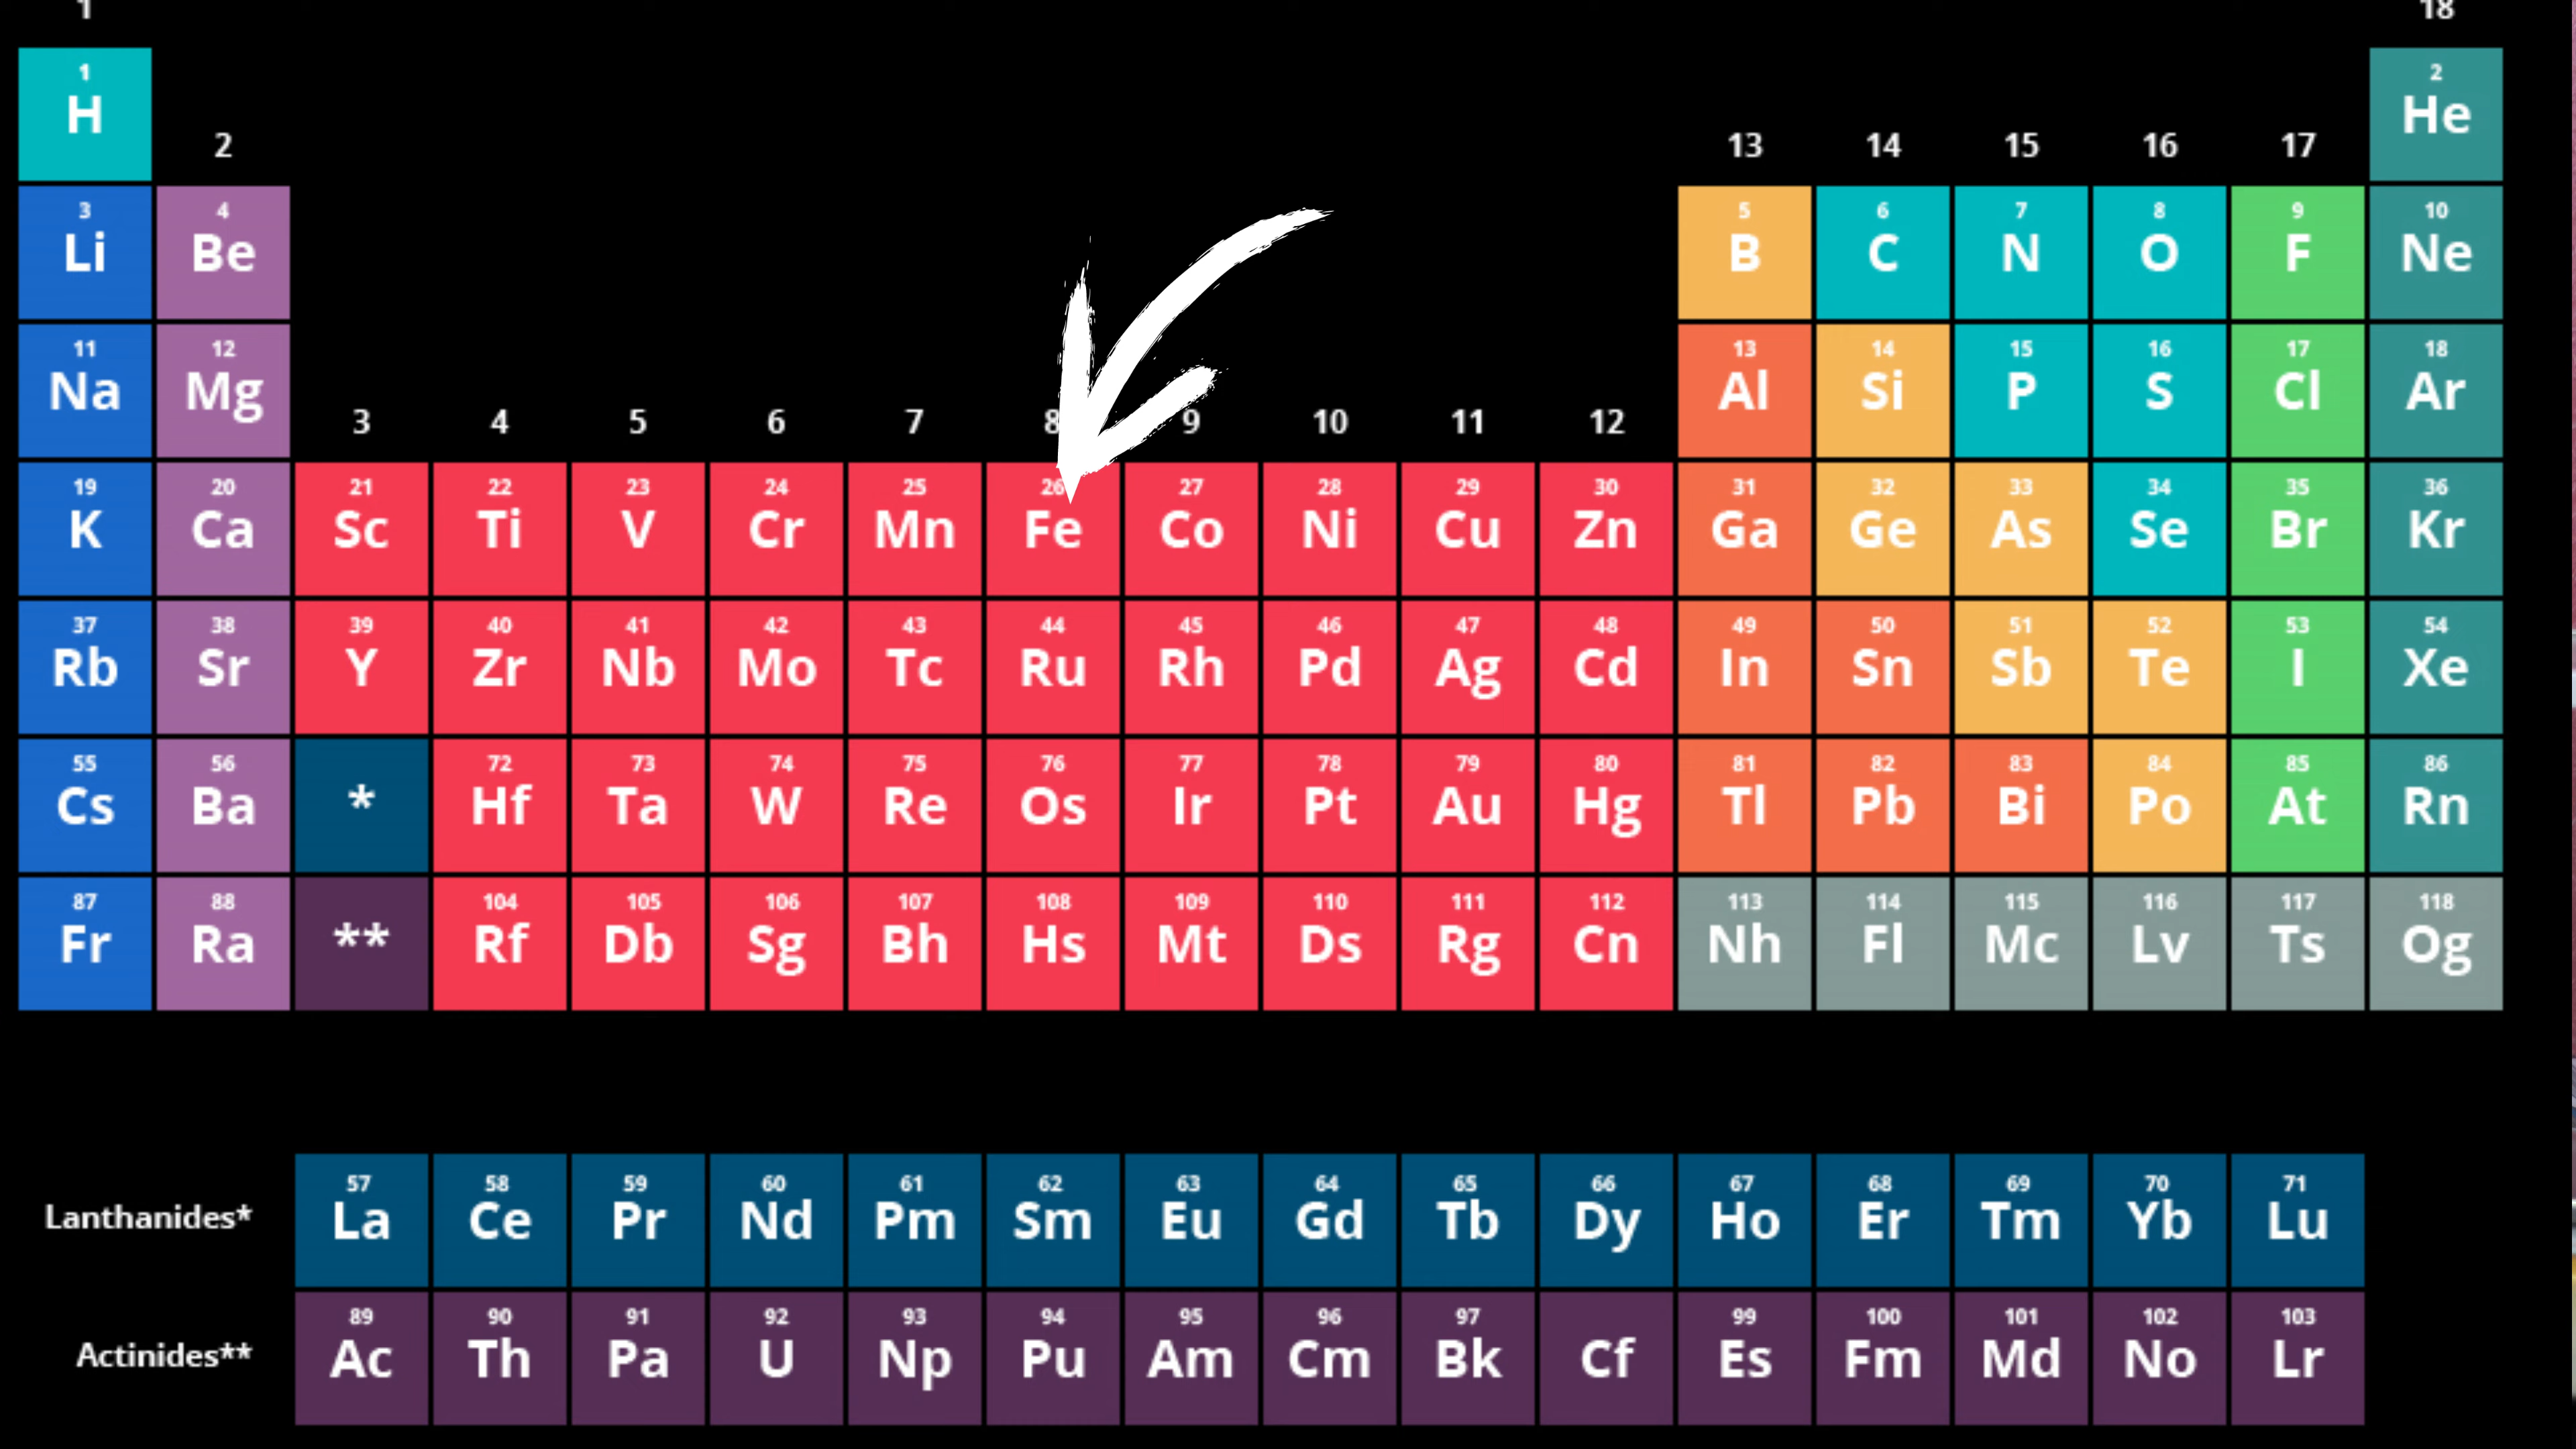 1 18
1 2
H He
2 13 14 15 16 17
3 4 5 6 7 8 9 10
Li Be B C N O F Ne
11 12 13 14 15 16 17 18
Na Mg Al Si P S Cl Ar
3 4 5 6 7 8 9 10 11 12
19 20 21 22 23 24 25 26 27 28 29 30 31 32 33 34 35 36
K Ca Sc Ti V Cr Mn Fe Co Ni Cu Zn Ga Ge As Se Br Kr
37 38 39 40 41 42 43 44 45 46 47 48 49 50 51 52 53 54
Rb Sr Y Zr Nb Mo Tc Ru Rh Pd Ag Cd In Sn Sb Te I Xe
55 56 72 73 74 75 76 77 78 79 80 81 82 83 84 85 86
Cs Ba * Hf Ta W Re Os Ir Pt Au Hg Tl Pb Bi Po At Rn
87 88 104 105 106 107 108 109 110 111 112 113 114 115 116 117 118
Fr Ra ** Rf Db Sg Bh Hs Mt Ds Rg Cn Nh Fl Mc Lv Ts Og
57 58 59 60 61 62 63 64 65 66 67 68 69 70 71
Lanthanides* La Ce Pr Nd Pm Sm Eu Gd Tb Dy Ho Er Tm Yb Lu
89 90 91 92 93 94 95 96 97 99 100 101 102 103
Actinides** Ac Th Pa U Np Pu Am Cm Bk Cf Es Fm Md No Lr